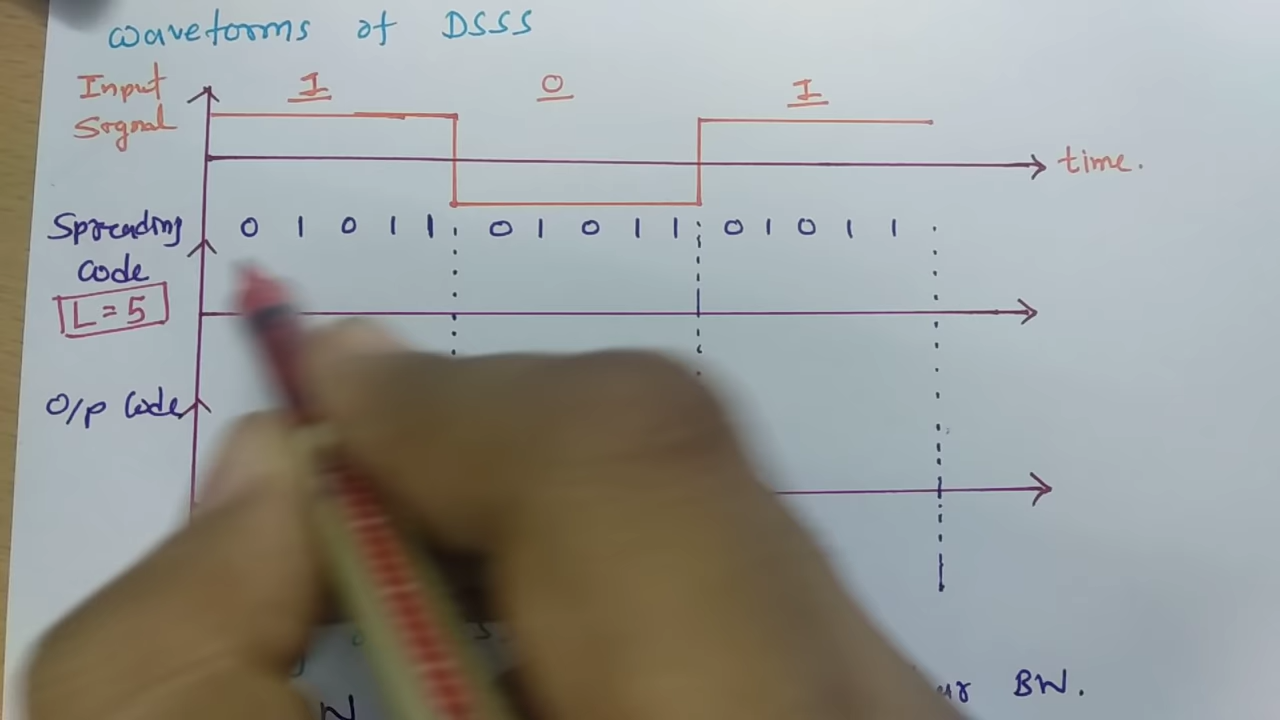 waveforms of DSSS
1 0 1
Input
Signal
time.
Spreading 0 1 0 1 1 0 1 0 1 1 0 1 0 1 1
Code
L = 5
O/p Code
N BW.